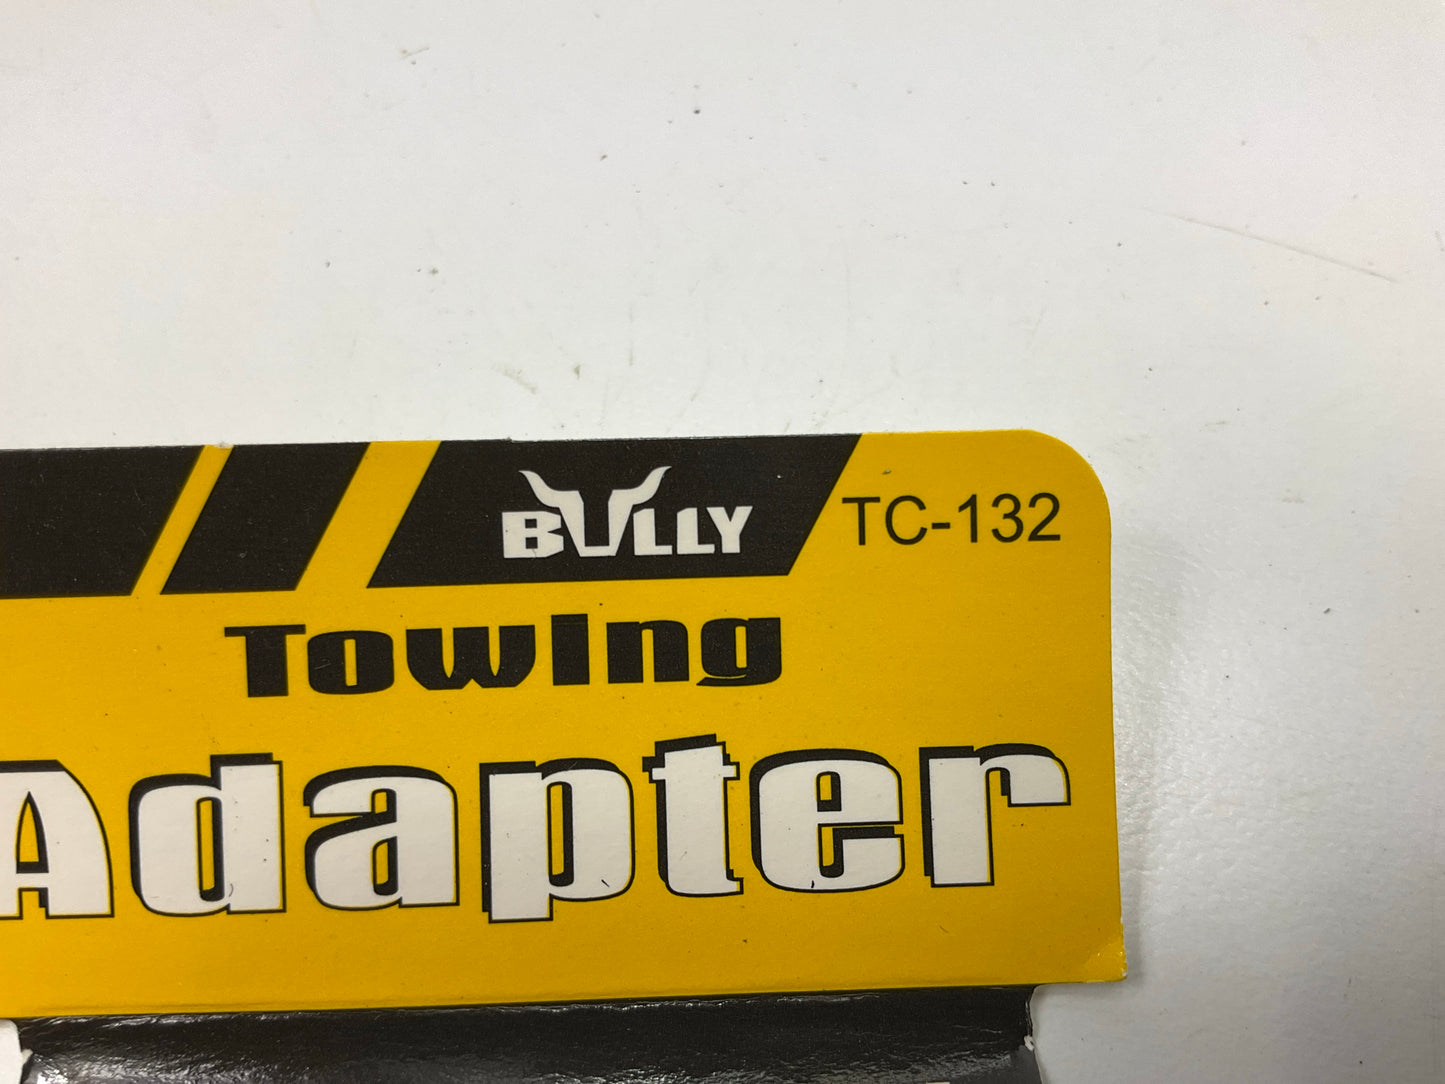 BULLY TC-132
Towing
Adapter